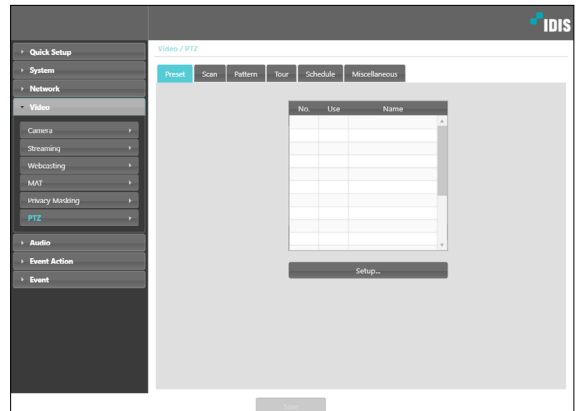 IDIS
Quick Setup
System
Network
Video
Camera
Streaming
Webcasting
MAT
Privacy Masking
PTZ
Audio
Event Action
Event
Video / PTZ
Preset Scan Pattern Tour Schedule Miscellaneous
No. Use Name
Setup...
Save